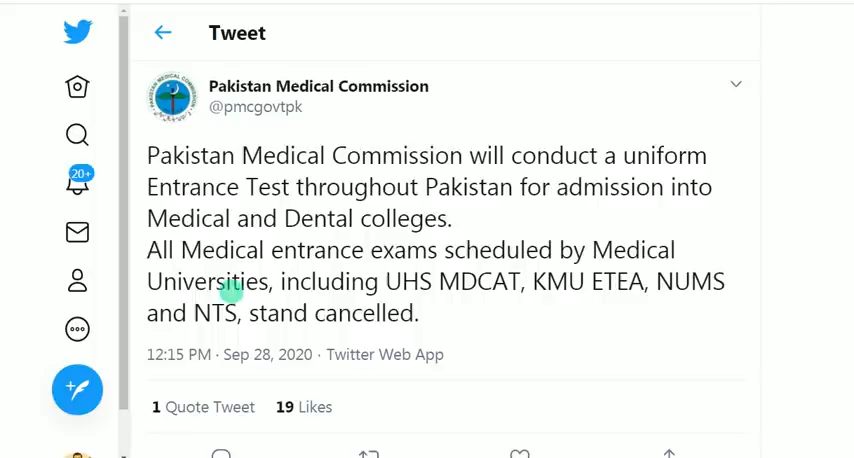 Tweet
Pakistan Medical Commission
@pmcgovtpk
Pakistan Medical Commission will conduct a uniform
Entrance Test throughout Pakistan for admission into
Medical and Dental colleges.
All Medical entrance exams scheduled by Medical
Universities, including UHS MDCAT, KMU ETEA, NUMS
and NTS, stand cancelled.
12:15 PM · Sep 28, 2020 · Twitter Web App
1 Quote Tweet 19 Likes
20+